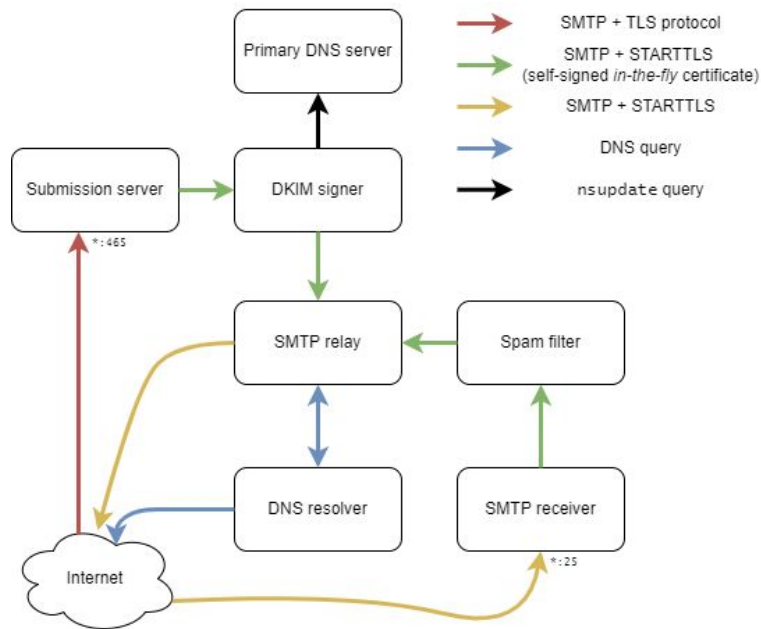 SMTP + TLS protocol
Primary DNS server
SMTP + STARTTLS
(self-signed in-the-fly certificate)
SMTP + STARTTLS
DNS query
Submission server
DKIM signer
nsupdate query
*:465
SMTP relay
Spam filter
DNS resolver
SMTP receiver
*:25
Internet